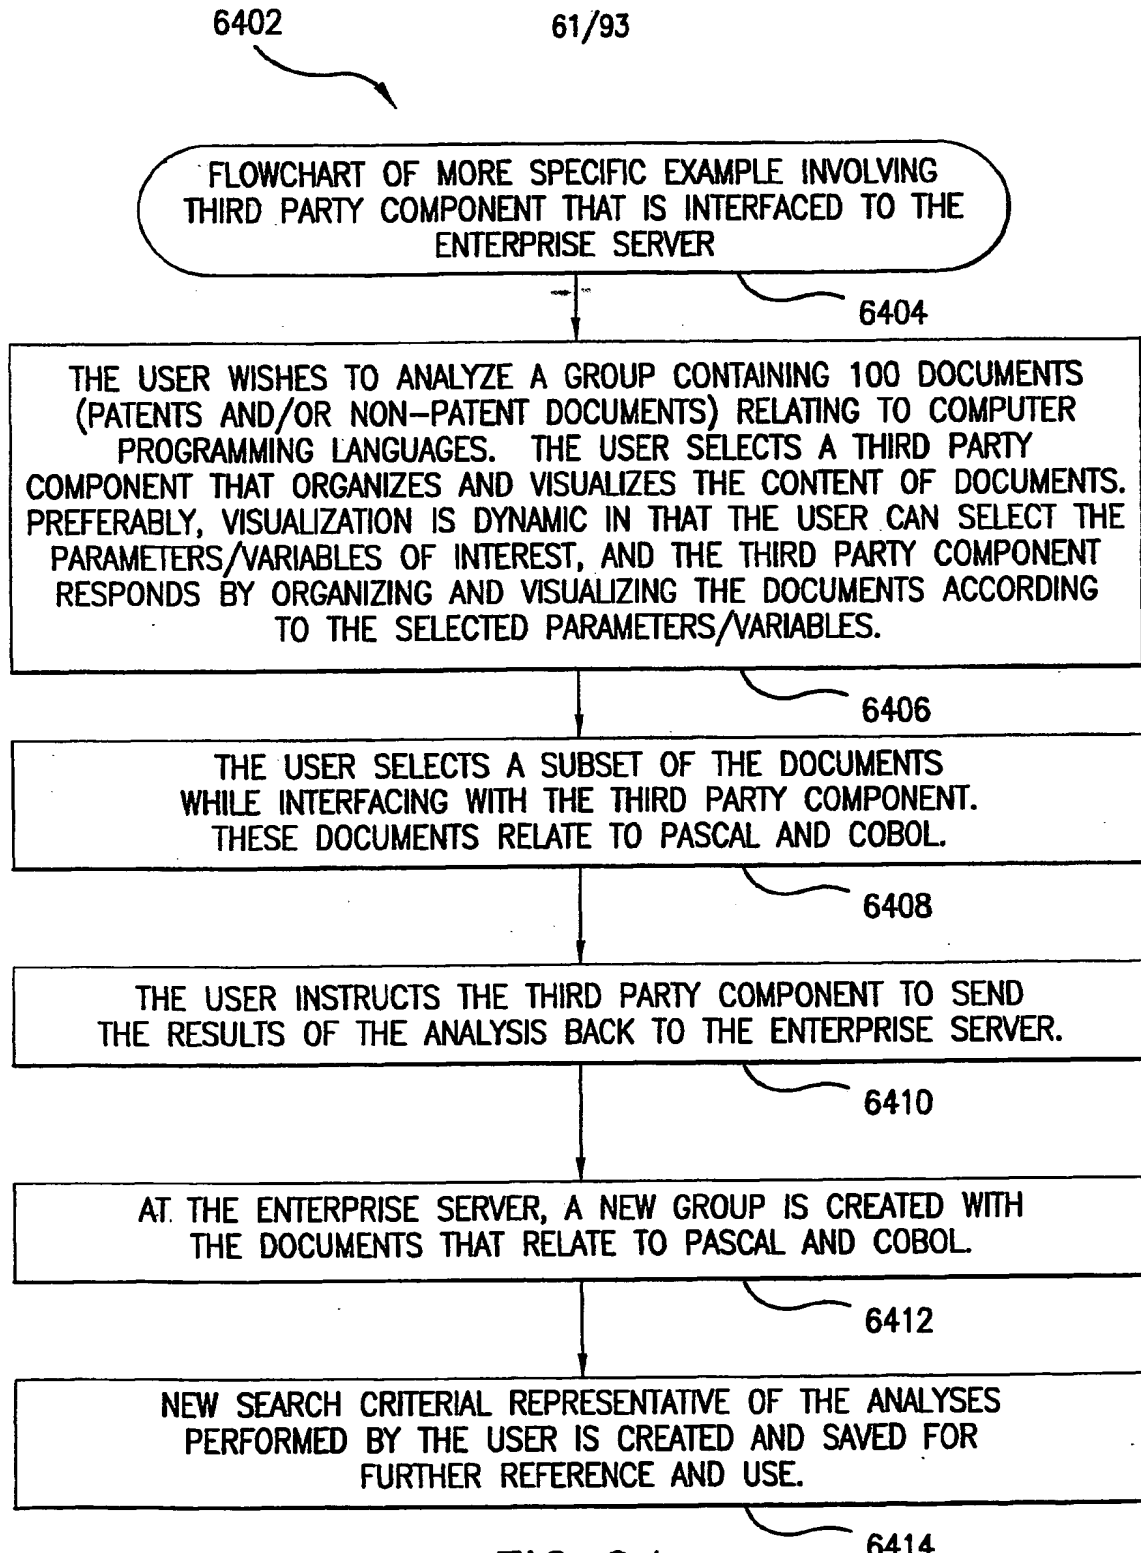 6402
61/93
FLOWCHART OF MORE SPECIFIC EXAMPLE INVOLVING
THIRD PARTY COMPONENT THAT IS INTERFACED TO THE
ENTERPRISE SERVER
6404
THE USER WISHES TO ANALYZE A GROUP CONTAINING 100 DOCUMENTS
(PATENTS AND/OR NON-PATENT DOCUMENTS) RELATING TO COMPUTER
PROGRAMMING LANGUAGES. THE USER SELECTS A THIRD PARTY
COMPONENT THAT ORGANIZES AND VISUALIZES THE CONTENT OF DOCUMENTS.
PREFERABLY, VISUALIZATION IS DYNAMIC IN THAT THE USER CAN SELECT THE
PARAMETERS/VARIABLES OF INTEREST, AND THE THIRD PARTY COMPONENT
RESPONDS BY ORGANIZING AND VISUALIZING THE DOCUMENTS ACCORDING
TO THE SELECTED PARAMETERS/VARIABLES.
6406
THE USER SELECTS A SUBSET OF THE DOCUMENTS
WHILE INTERFACING WITH THE THIRD PARTY COMPONENT.
THESE DOCUMENTS RELATE TO PASCAL AND COBOL.
6408
THE USER INSTRUCTS THE THIRD PARTY COMPONENT TO SEND
THE RESULTS OF THE ANALYSIS BACK TO THE ENTERPRISE SERVER.
6410
AT THE ENTERPRISE SERVER, A NEW GROUP IS CREATED WITH
THE DOCUMENTS THAT RELATE TO PASCAL AND COBOL.
6412
NEW SEARCH CRITERIAL REPRESENTATIVE OF THE ANALYSES
PERFORMED BY THE USER IS CREATED AND SAVED FOR
FURTHER REFERENCE AND USE.
6414